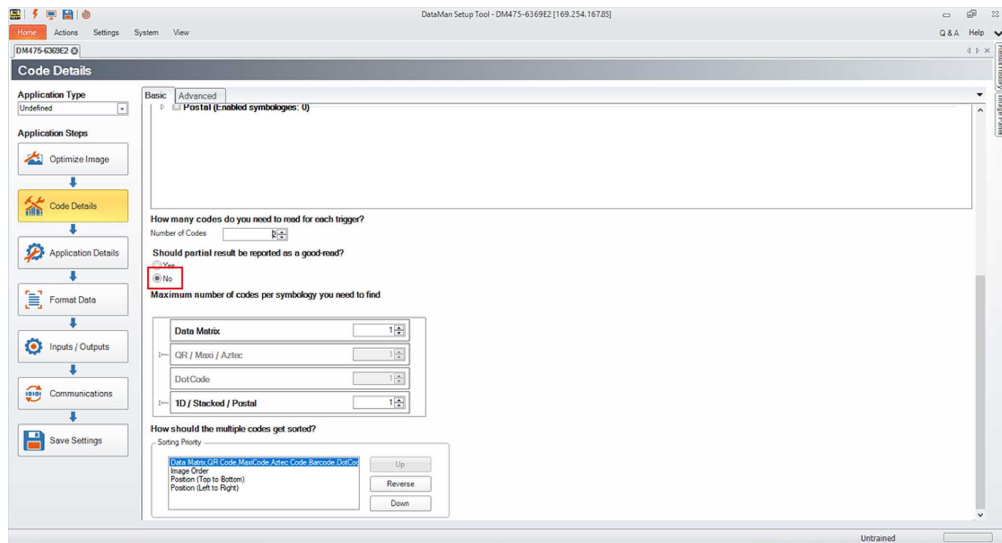 DataMan Setup Tool - DM475-6369E2 [169.254.167.85]
Home Actions Settings System View
Q & A Help
DM475-6369E2
Code Details
Application Type
Undefined
Application Steps
Optimize Image
Code Details
Application Details
Format Data
Inputs / Outputs
Communications
Save Settings
Basic Advanced
Postal (Enabled symbologies: 0)
How many codes do you need to read for each trigger?
Number of Codes 2
Should partial result be reported as a good-read?
Yes
No
Maximum number of codes per symbology you need to find
Data Matrix 1
QR / Maxi / Aztec 1
DotCode 1
1D / Stacked / Postal 1
How should the multiple codes get sorted?
Sorting Priority
Data Matrix,QR Code,MaxiCode,Aztec Code,Barcode,DotCod
Image Order
Position (Top to Bottom)
Position (Left to Right)
Up
Reverse
Down
Untrained